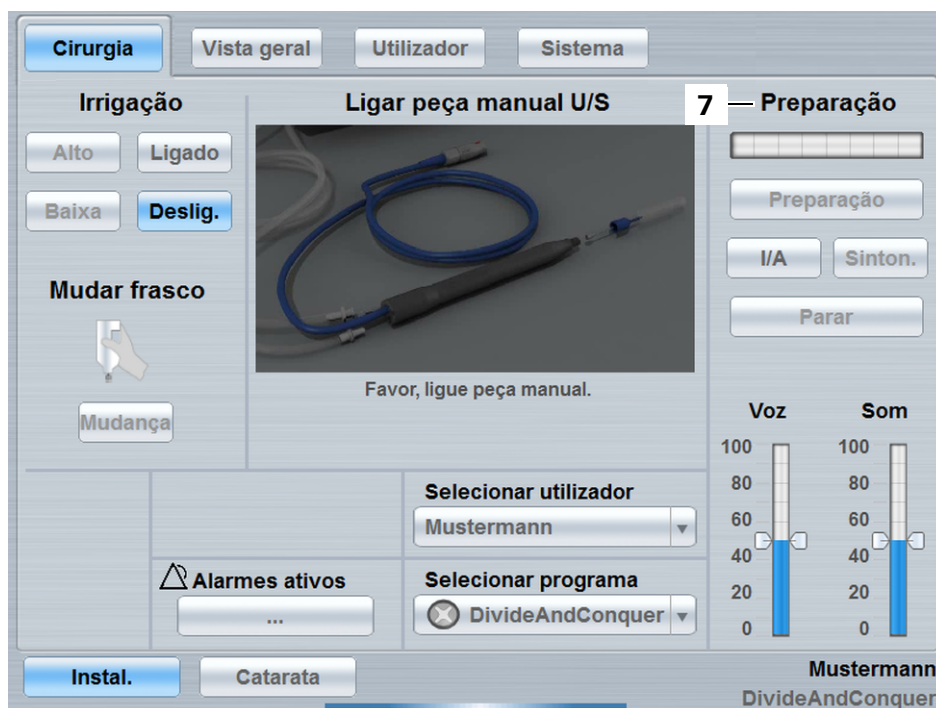 Cirurgia
Vista geral
Utilizador
Sistema
Irrigação
Alto
Ligado
Baixa
Deslig.
Mudar frasco
Mudança
Ligar peça manual U/S
Favor, ligue peça manual.
7
Preparação
Preparação
I/A
Sinton.
Parar
Voz
Som
100
100
80
80
60
60
40
40
20
20
0
0
Selecionar utilizador
Mustermann
Alarmes ativos
...
Selecionar programa
DivideAndConquer
Instal.
Catarata
Mustermann
DivideAndConquer